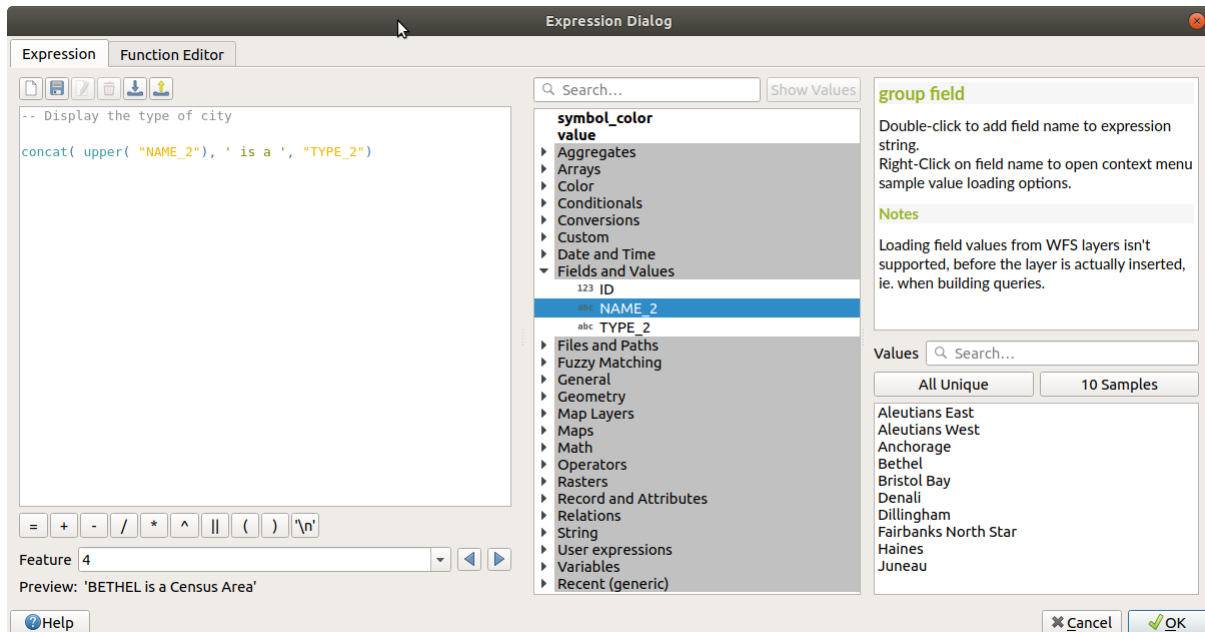 Expression Dialog
Expression
Function Editor
-- Display the type of city
concat( upper( "NAME_2"), ' is a ', "TYPE_2")
= + - / * ^ || ( ) '\n'
Feature 4
Preview: 'BETHEL is a Census Area'
Help
Search...
Show Values
symbol_color
value
Aggregates
Arrays
Color
Conditionals
Conversions
Custom
Date and Time
Fields and Values
123 ID
abc NAME_2
abc TYPE_2
Files and Paths
Fuzzy Matching
General
Geometry
Map Layers
Maps
Math
Operators
Rasters
Record and Attributes
Relations
String
User expressions
Variables
Recent (generic)
group field
Double-click to add field name to expression
string.
Right-Click on field name to open context menu
sample value loading options.
Notes
Loading field values from WFS layers isn't
supported, before the layer is actually inserted,
ie. when building queries.
Values Search...
All Unique
10 Samples
Aleutians East
Aleutians West
Anchorage
Bethel
Bristol Bay
Denali
Dillingham
Fairbanks North Star
Haines
Juneau
Cancel
OK